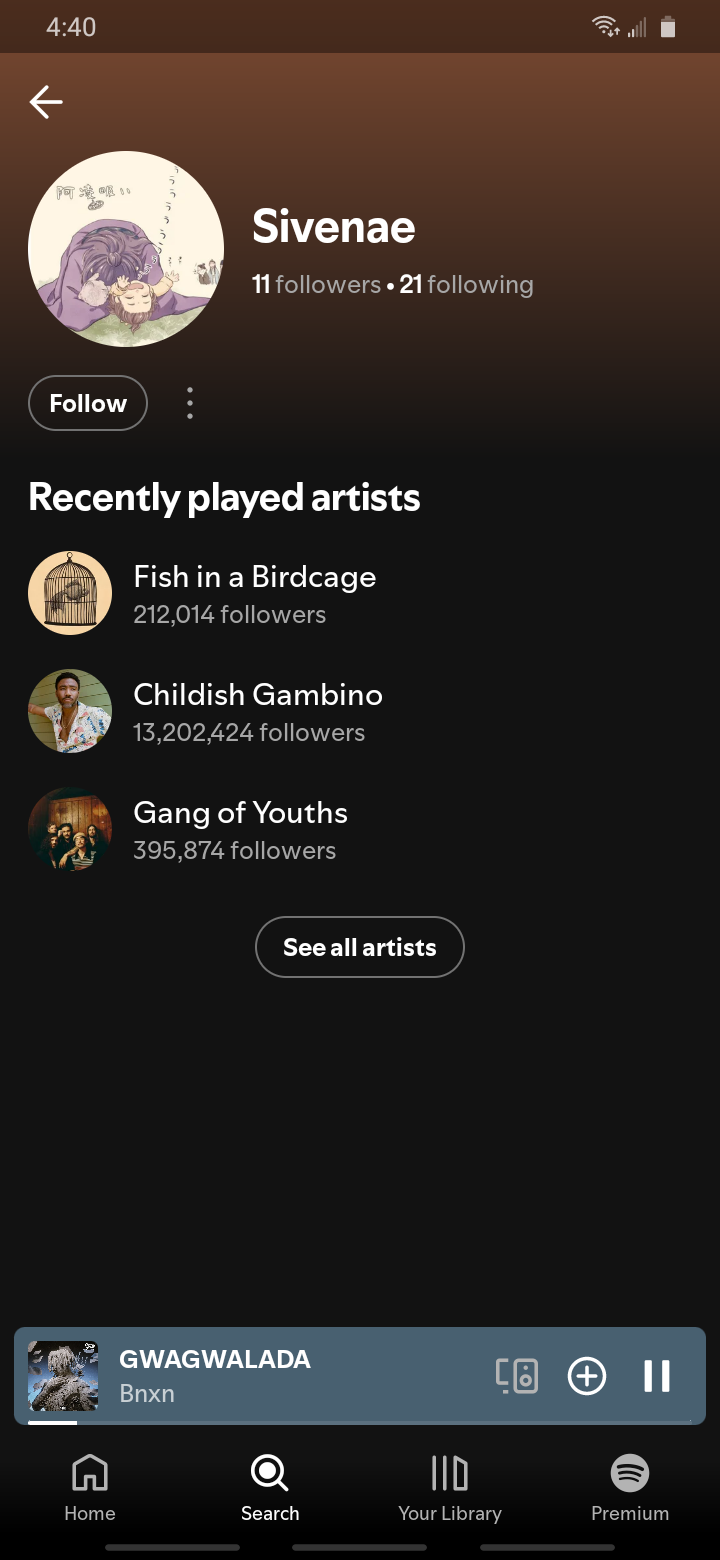 4:40
Sivenae
11 followers • 21 following
Follow
Recently played artists
Fish in a Birdcage
212,014 followers
Childish Gambino
13,202,424 followers
Gang of Youths
395,874 followers
See all artists
GWAGWALADA
Bnxn
Home
Search
Your Library
Premium